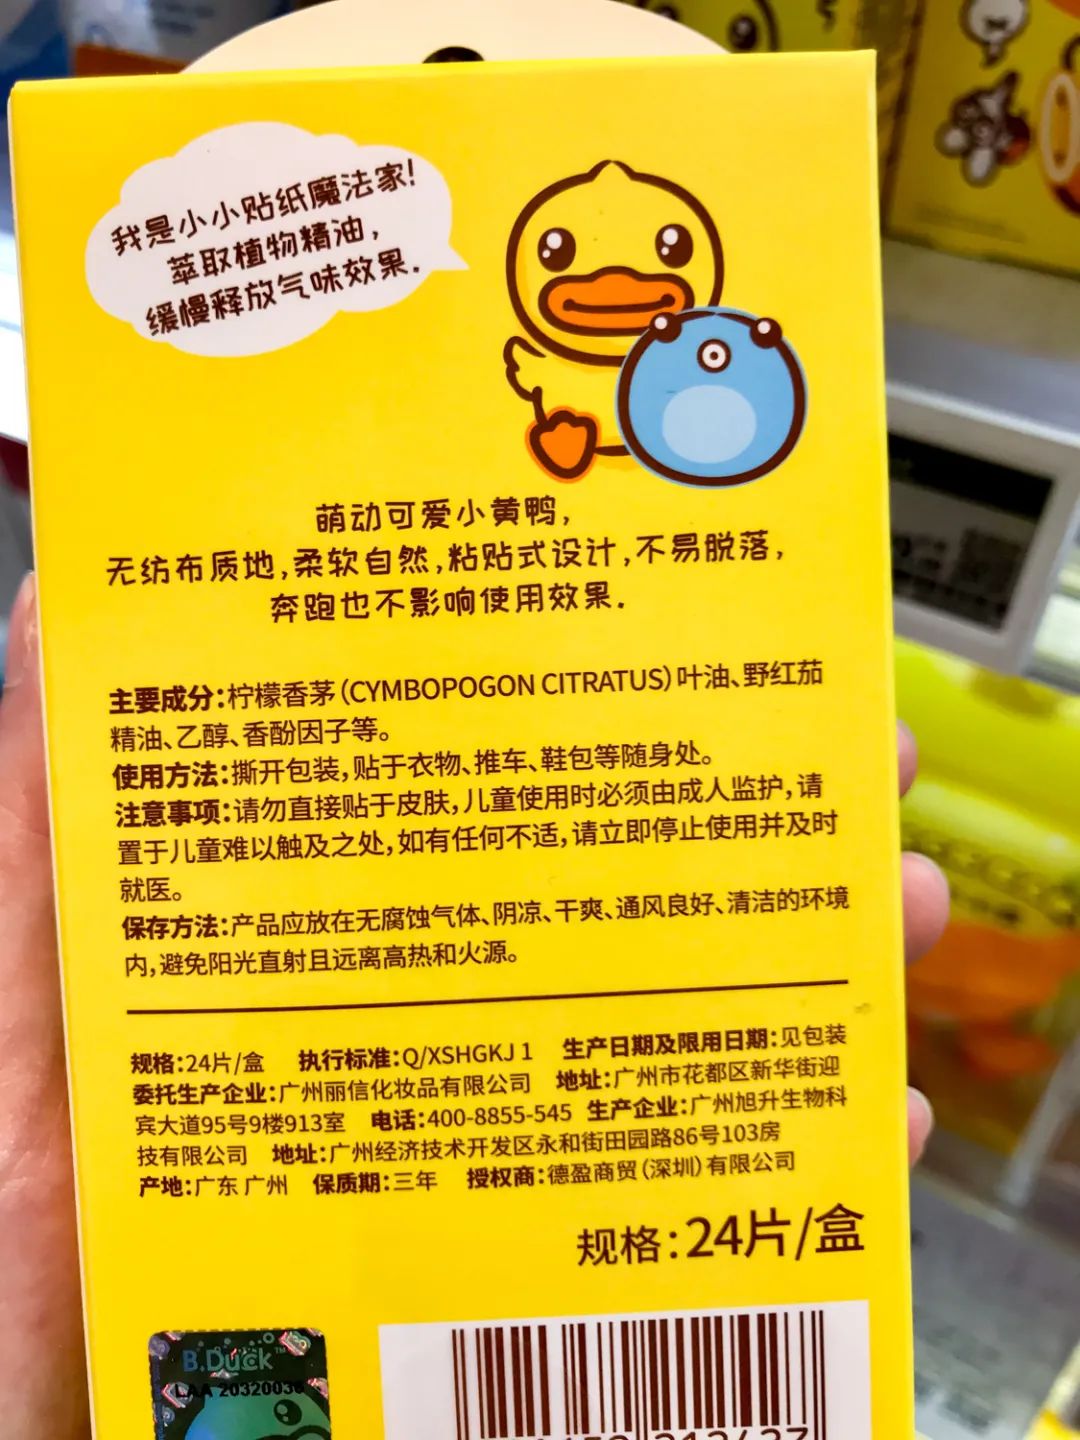 我是小小贴纸魔法家!
萃取植物精油,
缓慢释放气味效果.
萌动可爱小黄鸭,
无纺布质地,柔软自然,粘贴式设计,不易脱落,
奔跑也不影响使用效果.
主要成分:柠檬香茅(CYMBOPOGON CITRATUS)叶油、野红茄
精油、乙醇、香酚因子等。
使用方法:撕开包装,贴于衣物、推车、鞋包等随身处。
注意事项:请勿直接贴于皮肤,儿童使用时必须由成人监护,请
置于儿童难以触及之处,如有任何不适,请立即停止使用并及时
就医。
保存方法:产品应放在无腐蚀气体、阴凉、干爽、通风良好、清洁的环境
内,避免阳光直射且远离高热和火源。
规格:24片/盒 执行标准:Q/XSHGKJ 1 生产日期及限用日期:见包装
委托生产企业:广州丽信化妆品有限公司 地址:广州市花都区新华街迎
宾大道95号9楼913室 电话:400-8855-545 生产企业:广州旭升生物科
技有限公司 地址:广州经济技术开发区永和街田园路86号103房
产地:广东 广州 保质期:三年 授权商:德盈商贸(深圳)有限公司
规格:24片/盒
B.Duck™
LAA 20320036